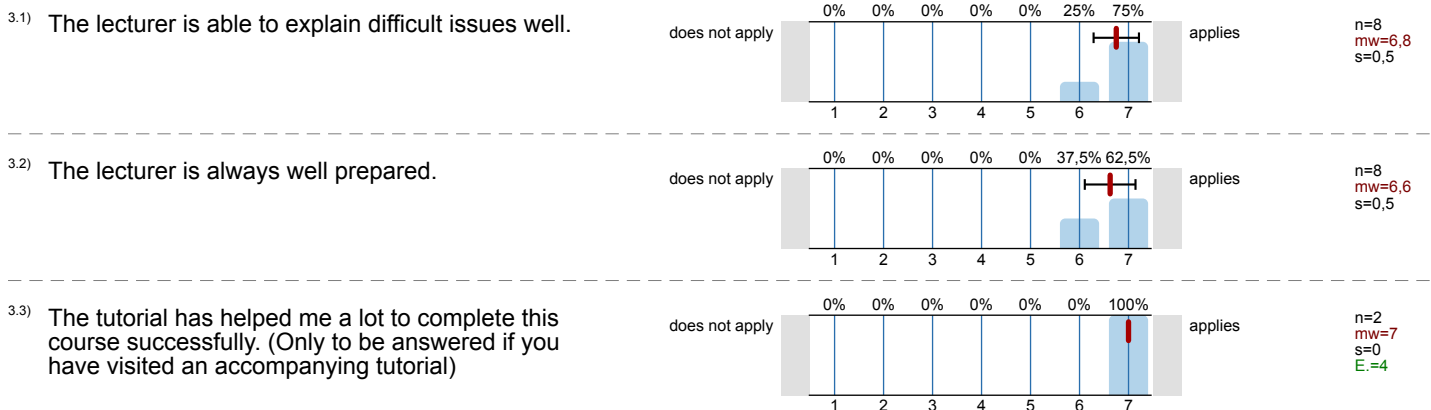 0% 0% 0% 0% 0% 25% 75%
3.1) The lecturer is able to explain difficult issues well.
does not apply
applies
n=8
mw=6,8
s=0,5
1 2 3 4 5 6 7
0% 0% 0% 0% 0% 37,5% 62,5%
3.2) The lecturer is always well prepared.
does not apply
applies
n=8
mw=6,6
s=0,5
1 2 3 4 5 6 7
0% 0% 0% 0% 0% 0% 100%
3.3) The tutorial has helped me a lot to complete this
course successfully. (Only to be answered if you
have visited an accompanying tutorial)
does not apply
applies
n=2
mw=7
s=0
E.=4
1 2 3 4 5 6 7